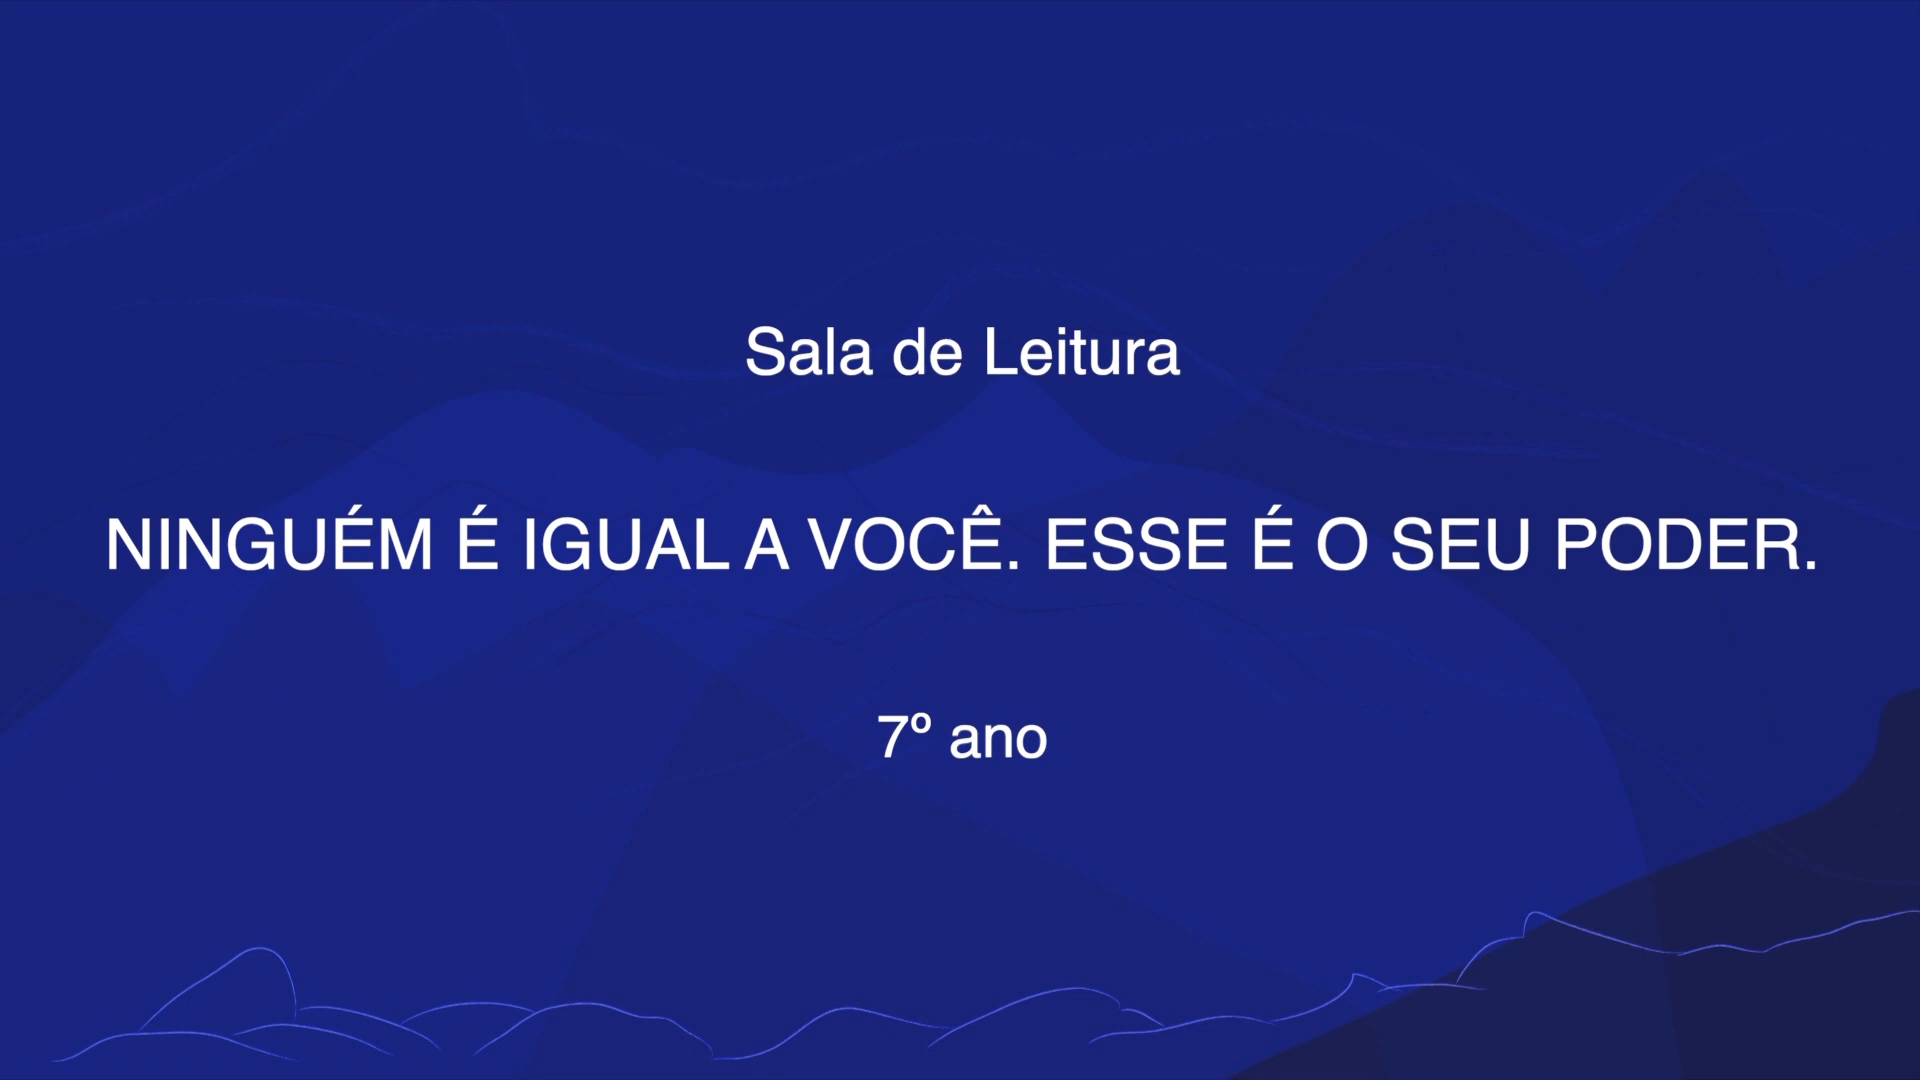 Sala de Leitura
NINGUÉM É IGUAL A VOCÊ. ESSE É O SEU PODER.
7º ano